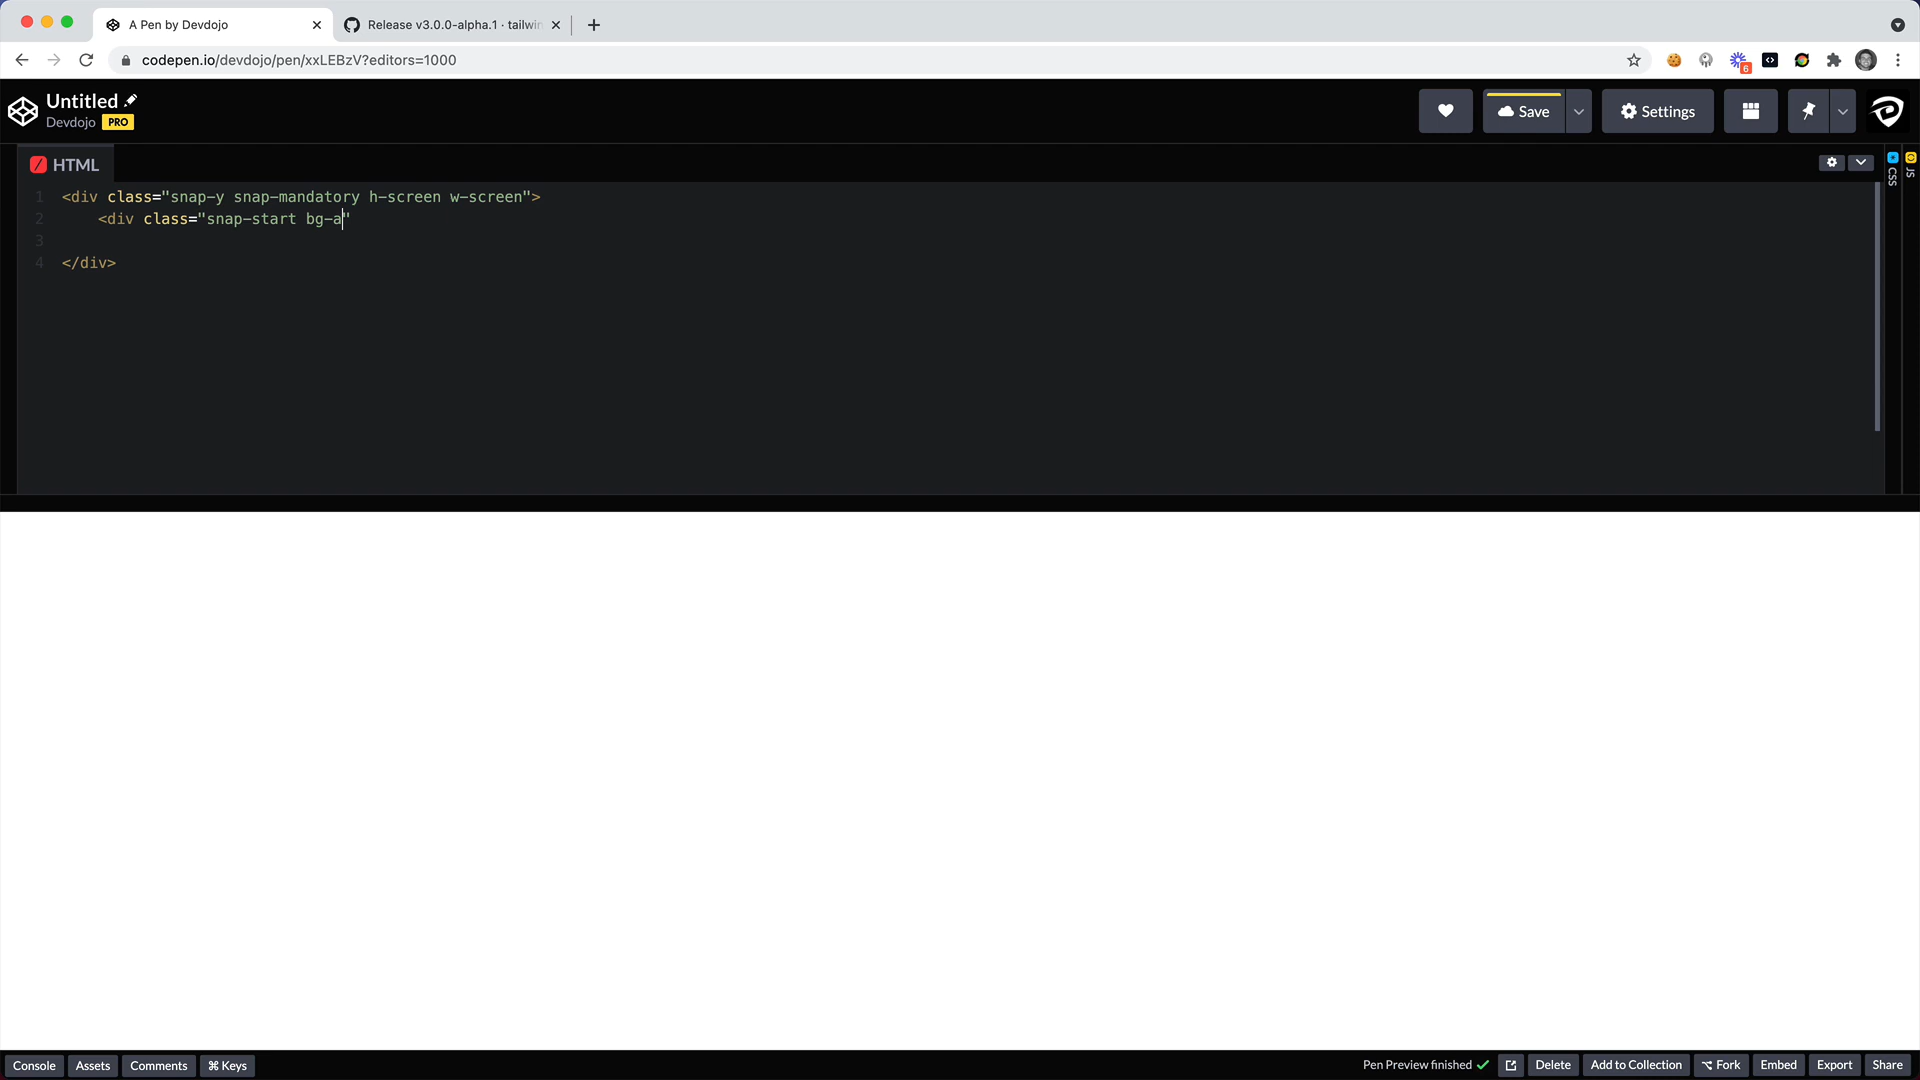 A Pen by Devdojo
Release v3.0.0-alpha.1 · tailwin
codepen.io/devdojo/pen/xxLEBzV?editors=1000
6
Untitled
Devdojo PRO
Save
Settings
HTML
CSS
JS
1 <div class="snap-y snap-mandatory h-screen w-screen">
2 <div class="snap-start bg-a"
3
4 </div>
Console Assets Comments ⌘ Keys
Pen Preview finished Delete Add to Collection Fork Embed Export Share